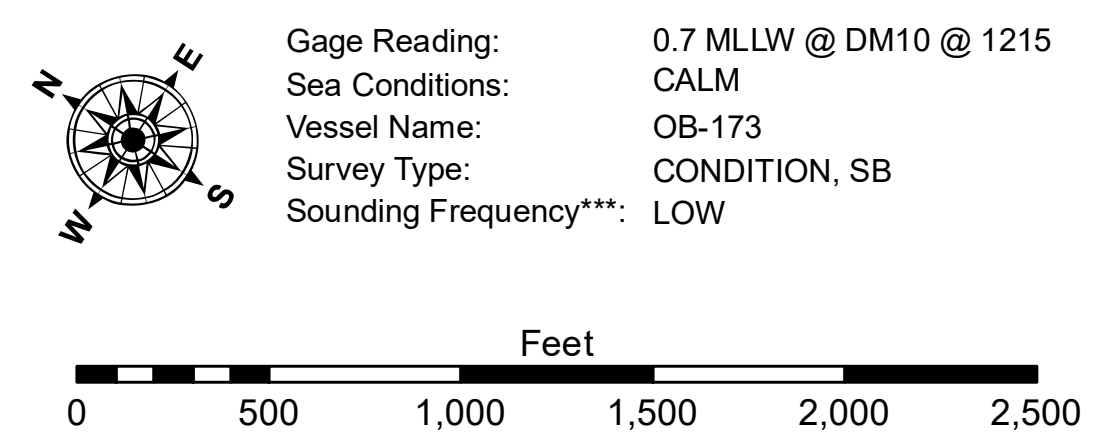 N
E
S
W
Gage Reading: 0.7 MLLW @ DM10 @ 1215
Sea Conditions: CALM
Vessel Name: OB-173
Survey Type: CONDITION, SB
Sounding Frequency***: LOW
Feet
0 500 1,000 1,500 2,000 2,500